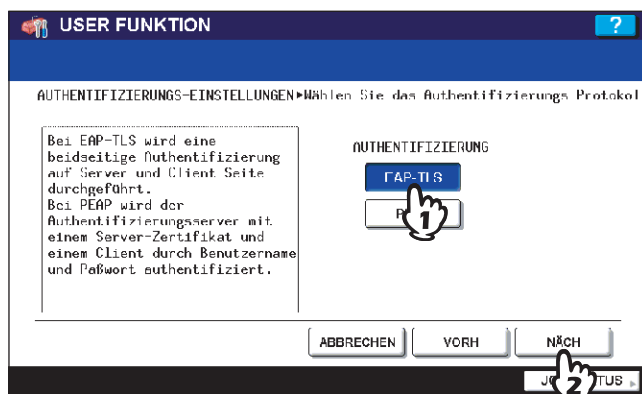 USER FUNKTION
?
AUTHENTIFIZIERUNGS-EINSTELLUNGEN▶Wählen Sie das Authentifizierungs Protokol
Bei EAP-TLS wird eine
beidseitige Authentifizierung
auf Server und Client Seite
durchgeführt.
Bei PEAP wird der
Authentifizierungsserver mit
einem Server-Zertifikat und
einem Client durch Benutzername
und Paßwort authentifiziert.
AUTHENTIFIZIERUNG
EAP-TLS
1
ABBRECHEN VORH NÄCH
2